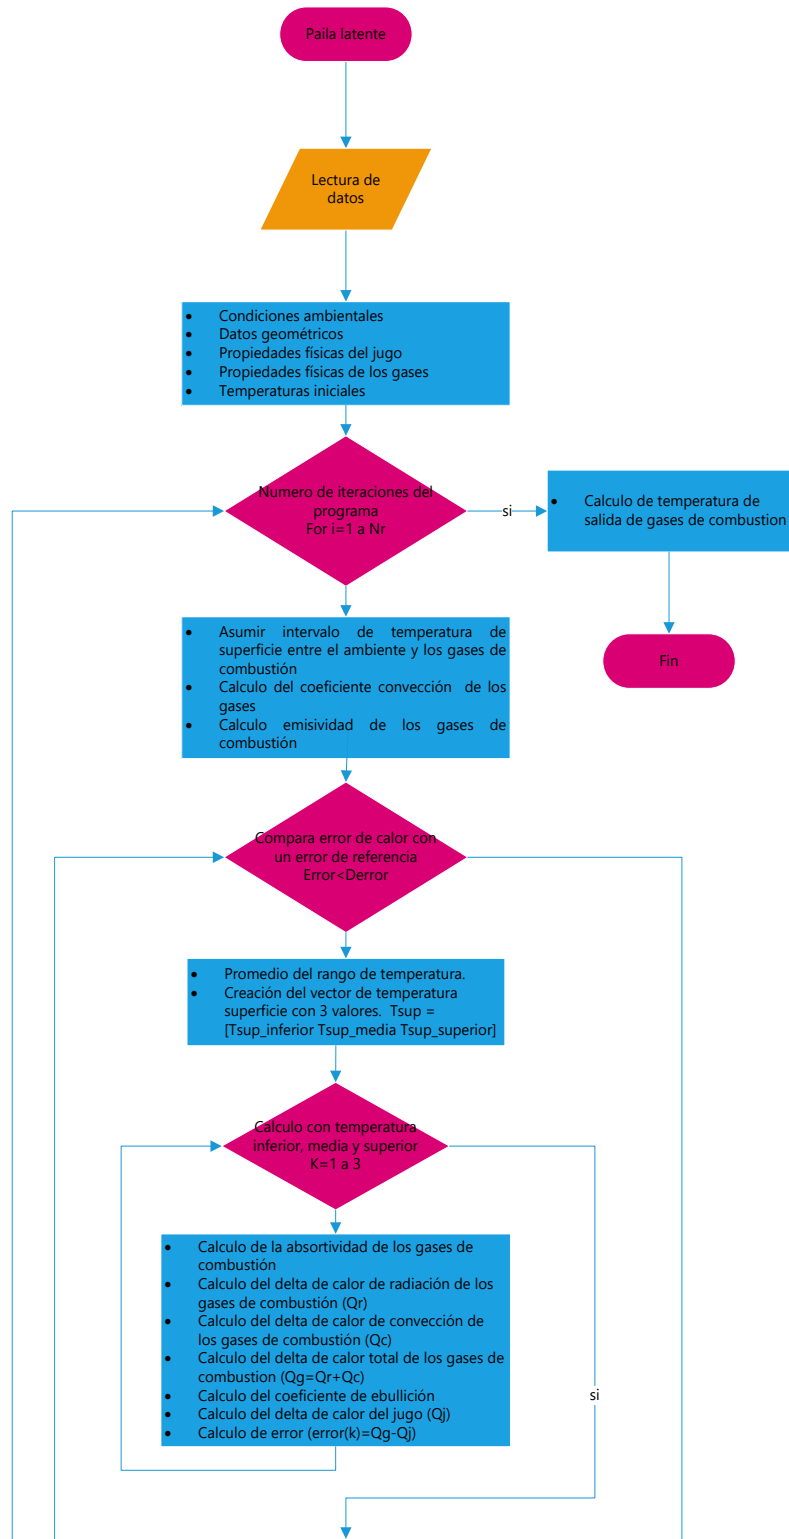 Paila latente
Lectura de
datos
• Condiciones ambientales
• Datos geométricos
• Propiedades físicas del jugo
• Propiedades físicas de los gases
• Temperaturas iniciales
Numero de iteraciones del
programa
For i=1 a Nr
si
• Calculo de temperatura de
salida de gases de combustion
Fin
• Asumir intervalo de temperatura de
superficie entre el ambiente y los gases de
combustión
• Calculo del coeficiente convección de los
gases
• Calculo emisividad de los gases de
combustión
Compara error de calor con
un error de referencia
Error<Derror
• Promedio del rango de temperatura.
• Creación del vector de temperatura
superficie con 3 valores. Tsup =
[Tsup_inferior Tsup_media Tsup_superior]
Calculo con temperatura
inferior, media y superior
K=1 a 3
• Calculo de la absortividad de los gases de
combustión
• Calculo del delta de calor de radiación de los
gases de combustión (Qr)
• Calculo del delta de calor de convección de
los gases de combustión (Qc)
• Calculo del delta de calor total de los gases de
combustion (Qg=Qr+Qc)
• Calculo del coeficiente de ebullición
• Calculo del delta de calor del jugo (Qj)
• Calculo de error (error(k)=Qg-Qj)
si